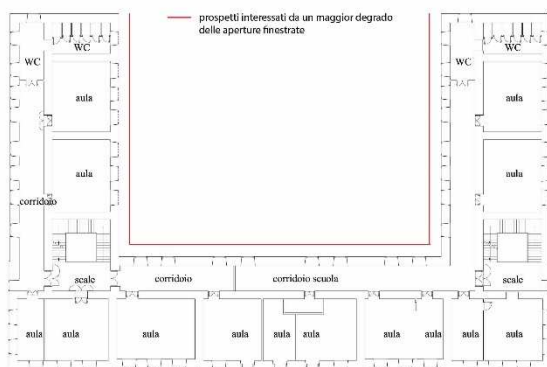 prospetti interessati da un maggior degrado
delle aperture finestrate
WC
WC
WC
WC
aula
aula
aula
aula
corridoio
scale
corridoio
corridoio scuola
scale
aula
aula
aula
aula
aula
aula
aula
aula
aula
aula